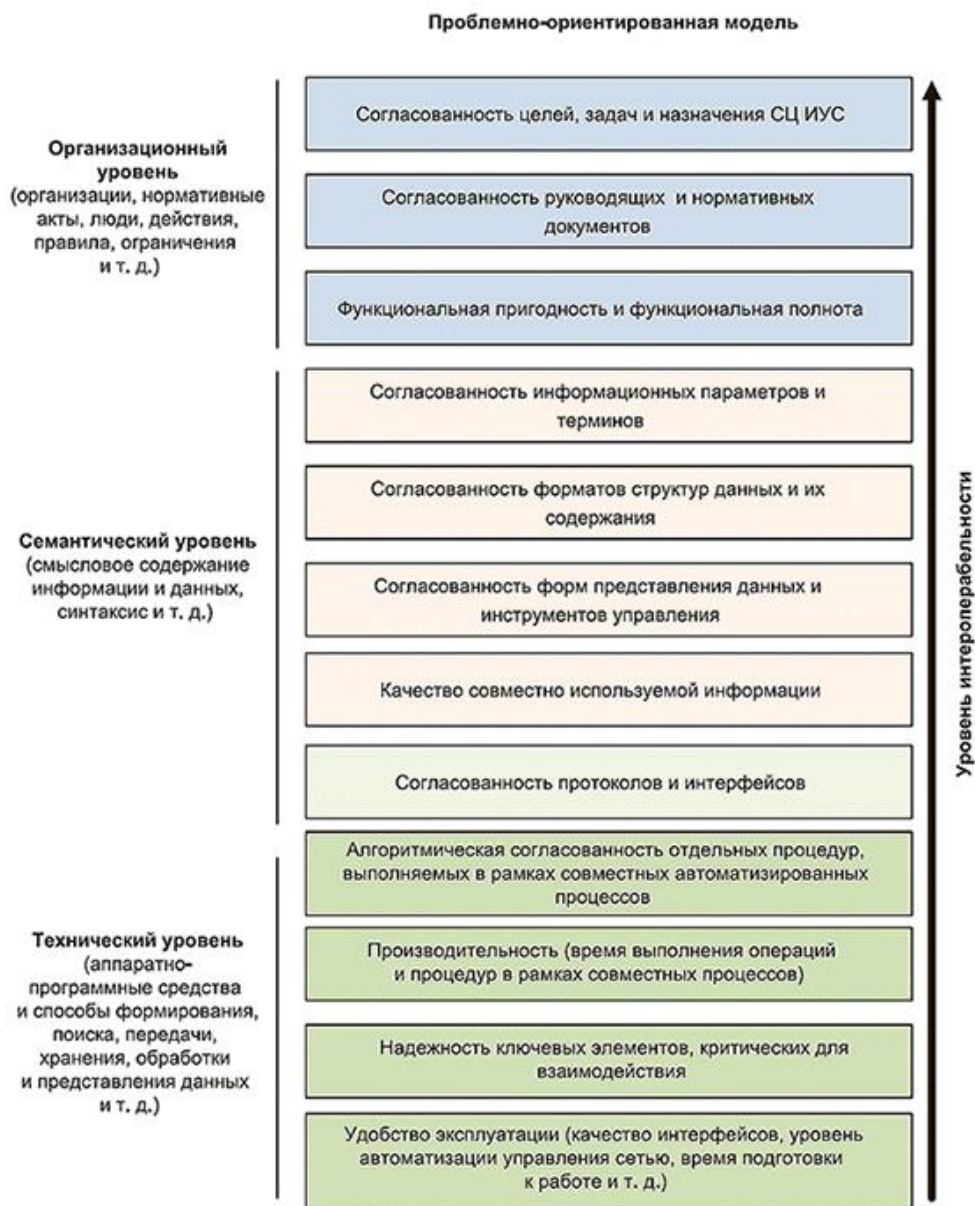 Проблемно-ориентированная модель
Организационный
уровень
(организации, нормативные
акты, люди, действия,
правила, ограничения
и т. д.)
Согласованность целей, задач и назначения СЦ ИУС
Согласованность руководящих и нормативных
документов
Функциональная пригодность и функциональная полнота
Семантический уровень
(смысловое содержание
информации и данных,
синтаксис и т. д.)
Согласованность информационных параметров и
терминов
Согласованность форматов структур данных и их
содержания
Согласованность форм представления данных и
инструментов управления
Качество совместно используемой информации
Согласованность протоколов и интерфейсов
Технический уровень
(аппаратно-
программные средства
и способы формирования,
поиска, передачи,
хранения, обработки
и представления данных
и т. д.)
Алгоритмическая согласованность отдельных процедур,
выполняемых в рамках совместных автоматизированных
процессов
Производительность (время выполнения операций
и процедур в рамках совместных процессов)
Надежность ключевых элементов, критических для
взаимодействия
Удобство эксплуатации (качество интерфейсов, уровень
автоматизации управления сетью, время подготовки
к работе и т. д.)
Уровень интероперабельности